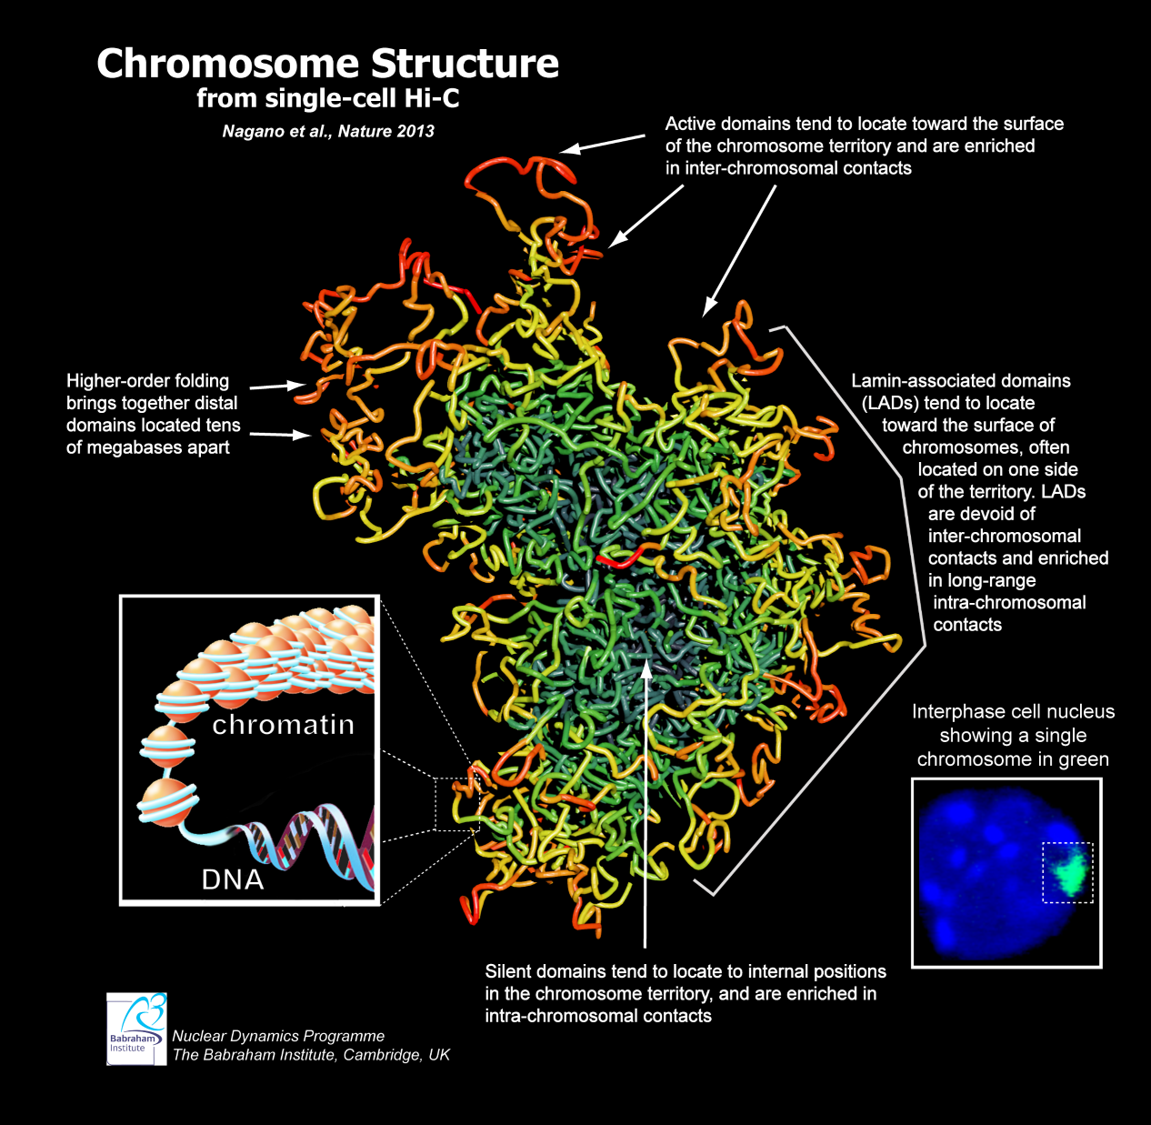 Chromosome Structure
from single-cell Hi-C
Nagano et al., Nature 2013
Active domains tend to locate toward the surface
of the chromosome territory and are enriched
in inter-chromosomal contacts
Higher-order folding
brings together distal
domains located tens
of megabases apart
Lamin-associated domains
(LADs) tend to locate
toward the surface of
chromosomes, often
located on one side
of the territory. LADs
are devoid of
inter-chromosomal
contacts and enriched
in long-range
intra-chromosomal
contacts
chromatin
DNA
Interphase cell nucleus
showing a single
chromosome in green
Silent domains tend to locate to internal positions
in the chromosome territory, and are enriched in
intra-chromosomal contacts
Babraham
Institute
Nuclear Dynamics Programme
The Babraham Institute, Cambridge, UK